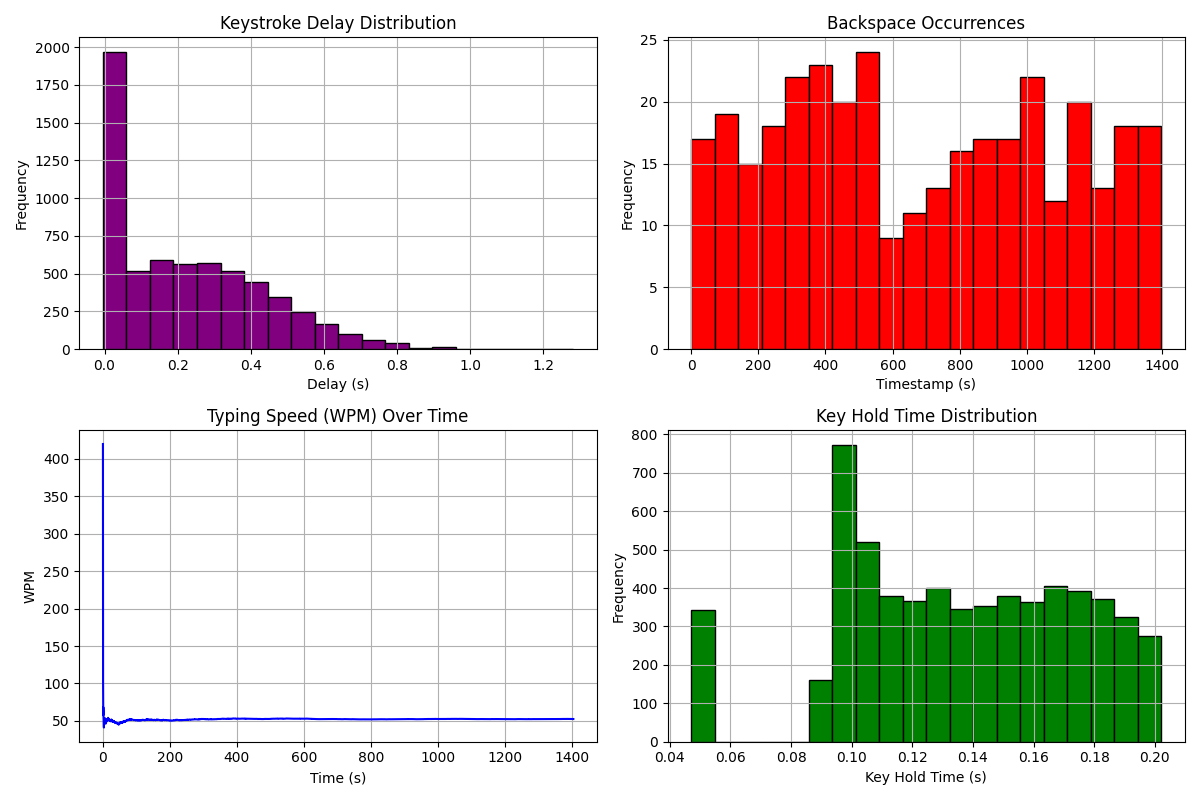 Keystroke Delay Distribution
Frequency
2000
1750
1500
1250
1000
750
500
250
0
0.0 0.2 0.4 0.6 0.8 1.0 1.2
Delay (s)
Backspace Occurrences
Frequency
25
20
15
10
5
0
0 200 400 600 800 1000 1200 1400
Timestamp (s)
Typing Speed (WPM) Over Time
WPM
400
350
300
250
200
150
100
50
0 200 400 600 800 1000 1200 1400
Time (s)
Key Hold Time Distribution
Frequency
800
700
600
500
400
300
200
100
0
0.04 0.06 0.08 0.10 0.12 0.14 0.16 0.18 0.20
Key Hold Time (s)